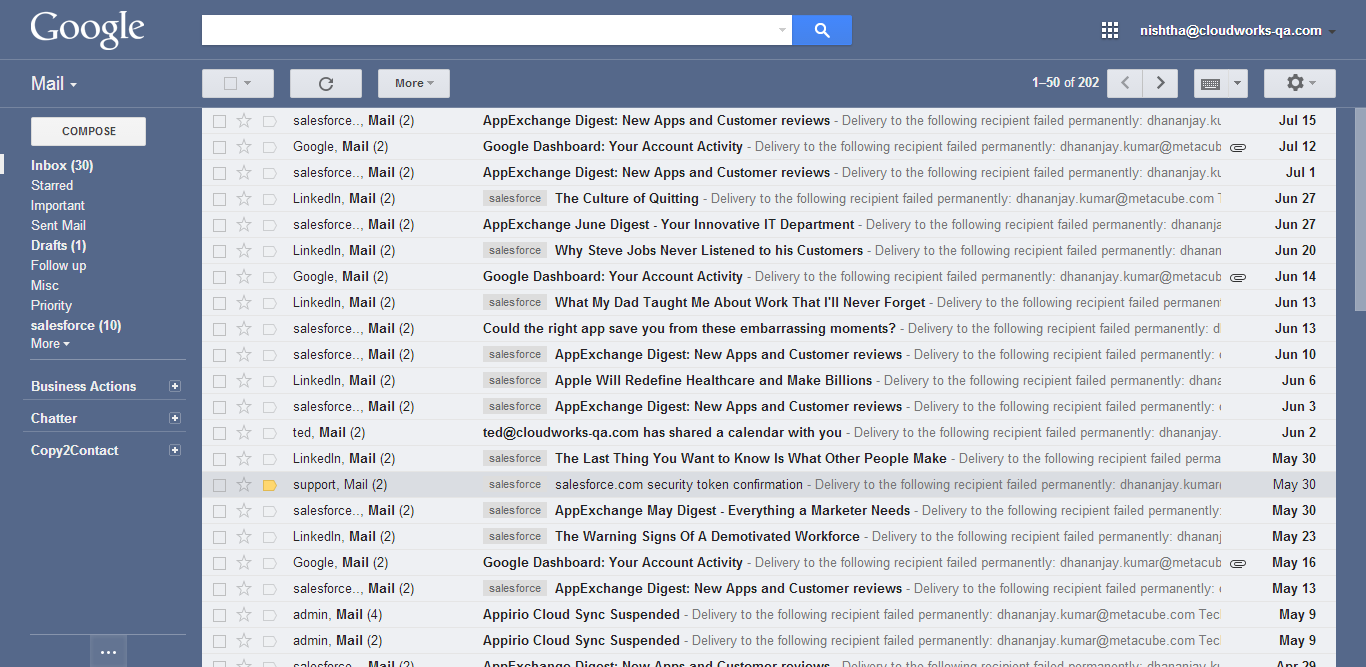 Google
nishtha@cloudworks-qa.com
Mail
More
1–50 of 202
COMPOSE
Inbox (30)
Starred
Important
Sent Mail
Drafts (1)
Follow up
Misc
Priority
salesforce (10)
More
Business Actions
Chatter
Copy2Contact
salesforce.., Mail (2) AppExchange Digest: New Apps and Customer reviews - Delivery to the following recipient failed permanently: dhananjay.ku Jul 15
Google, Mail (2) Google Dashboard: Your Account Activity - Delivery to the following recipient failed permanently: dhananjay.kumar@metacub Jul 12
salesforce.., Mail (2) AppExchange Digest: New Apps and Customer reviews - Delivery to the following recipient failed permanently: dhananjay.ku Jul 1
LinkedIn, Mail (2) salesforce The Culture of Quitting - Delivery to the following recipient failed permanently: dhananjay.kumar@metacube.com Jun 27
salesforce.., Mail (2) AppExchange June Digest - Your Innovative IT Department - Delivery to the following recipient failed permanently: dhananja Jun 27
LinkedIn, Mail (2) salesforce Why Steve Jobs Never Listened to his Customers - Delivery to the following recipient failed permanently: dhanan Jun 20
Google, Mail (2) Google Dashboard: Your Account Activity - Delivery to the following recipient failed permanently: dhananjay.kumar@metacub Jun 14
LinkedIn, Mail (2) salesforce What My Dad Taught Me About Work That I'll Never Forget - Delivery to the following recipient failed permanen Jun 13
salesforce.., Mail (2) Could the right app save you from these embarrassing moments? - Delivery to the following recipient failed permanently: d Jun 13
salesforce.., Mail (2) salesforce AppExchange Digest: New Apps and Customer reviews - Delivery to the following recipient failed permanently: Jun 10
LinkedIn, Mail (2) salesforce Apple Will Redefine Healthcare and Make Billions - Delivery to the following recipient failed permanently: dhana Jun 6
salesforce.., Mail (2) salesforce AppExchange Digest: New Apps and Customer reviews - Delivery to the following recipient failed permanently: Jun 3
ted, Mail (2) ted@cloudworks-qa.com has shared a calendar with you - Delivery to the following recipient failed permanently: dhananjay. Jun 2
LinkedIn, Mail (2) salesforce The Last Thing You Want to Know Is What Other People Make - Delivery to the following recipient failed perma May 30
support, Mail (2) salesforce salesforce.com security token confirmation - Delivery to the following recipient failed permanently: dhananjay.kumar May 30
salesforce.., Mail (2) salesforce AppExchange May Digest - Everything a Marketer Needs - Delivery to the following recipient failed permanently: May 30
LinkedIn, Mail (2) salesforce The Warning Signs Of A Demotivated Workforce - Delivery to the following recipient failed permanently: dhananj May 23
Google, Mail (2) Google Dashboard: Your Account Activity - Delivery to the following recipient failed permanently: dhananjay.kumar@metacub May 16
salesforce.., Mail (2) salesforce AppExchange Digest: New Apps and Customer reviews - Delivery to the following recipient failed permanently: May 13
admin, Mail (4) Appirio Cloud Sync Suspended - Delivery to the following recipient failed permanently: dhananjay.kumar@metacube.com Tec May 9
admin, Mail (2) Appirio Cloud Sync Suspended - Delivery to the following recipient failed permanently: dhananjay.kumar@metacube.com Tec May 9
salesforce.., Mail (2) AppExchange Digest: New Apps and Customer reviews - Delivery to the following recipient failed permanently: dhananjay.ku Apr 29